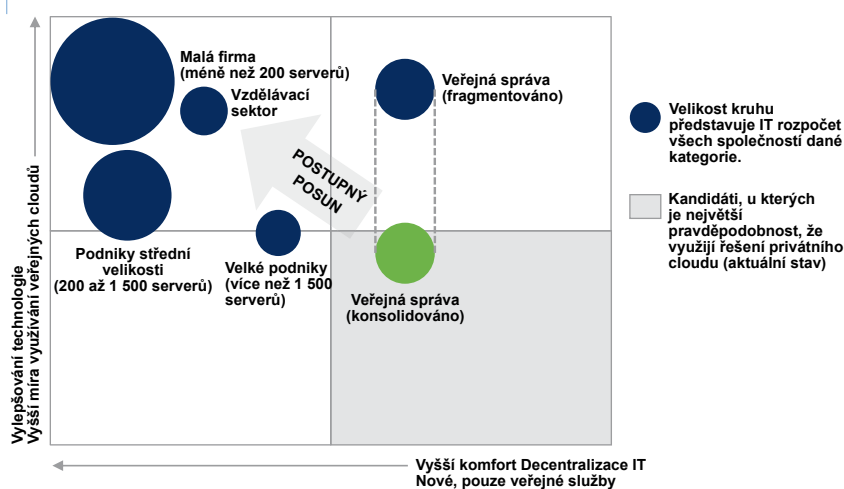 Vylepšování technologie
Vyšší míra využívání veřejných cloudů
Malá firma
(méně než 200 serverů)
Vzdělávací
sektor
Veřejná správa
(fragmentováno)
POSTUPNÝ
POSUN
Podniky střední
velikosti
(200 až 1 500 serverů)
Velké podniky
(více než 1 500
serverů)
Veřejná správa
(konsolidováno)
Velikost kruhu
představuje IT rozpočet
všech společností dané
kategorie.
Kandidáti, u kterých
je největší
pravděpodobnost, že
využijí řešení privátního
cloudu (aktuální stav)
Vyšší komfort Decentralizace IT
Nové, pouze veřejné služby